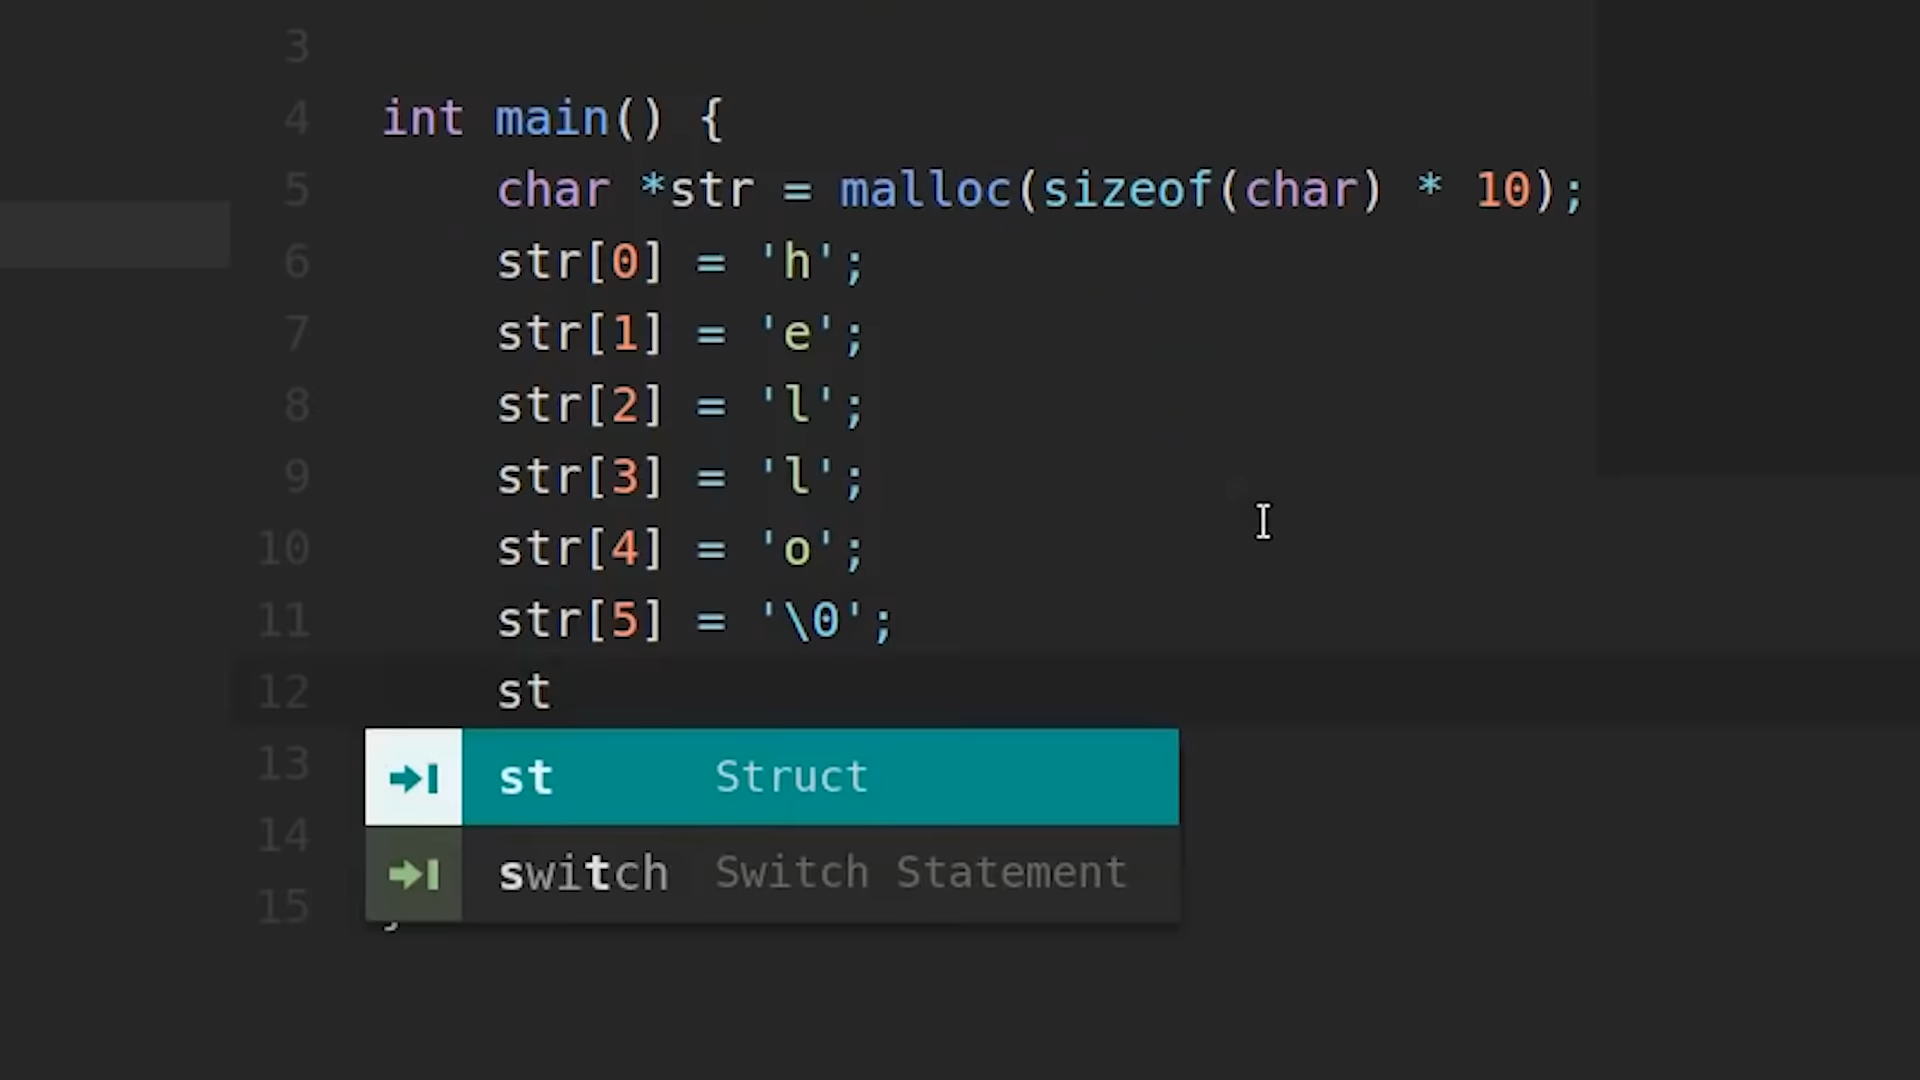 3
4 int main() {
5 char *str = malloc(sizeof(char) * 10);
6 str[0] = 'h';
7 str[1] = 'e';
8 str[2] = 'l';
9 str[3] = 'l';
10 str[4] = 'o';
11 str[5] = '\0';
12 st
13 st Struct
14 switch Switch Statement
15 }